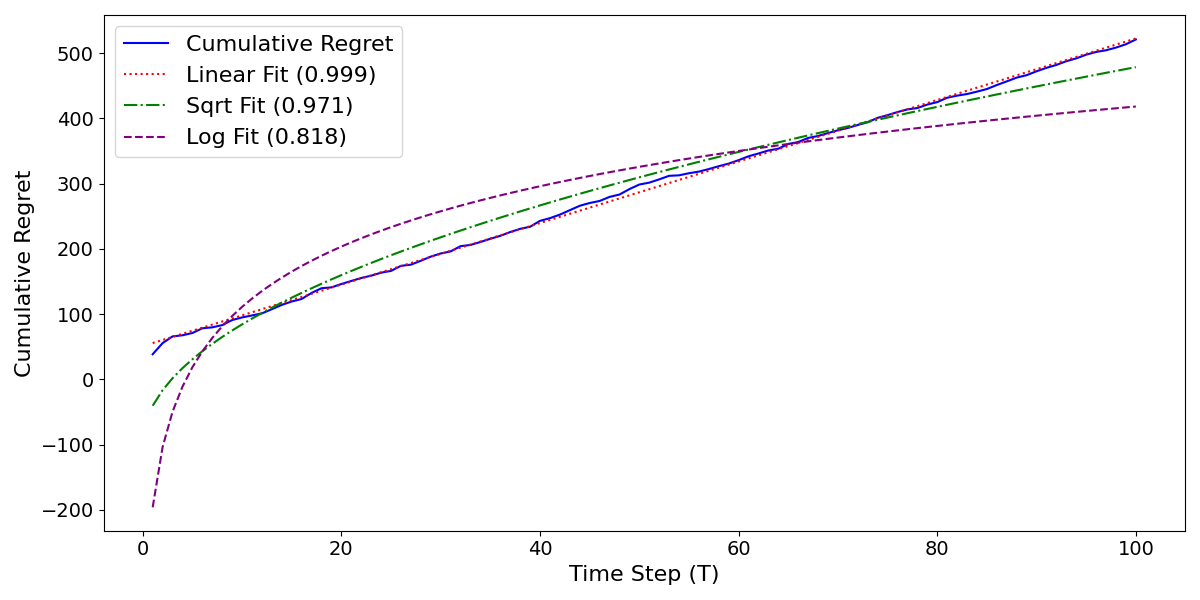 Cumulative Regret
Linear Fit (0.999)
Sqrt Fit (0.971)
Log Fit (0.818)
500
400
300
200
100
0
−100
−200
Cumulative Regret
0 20 40 60 80 100
Time Step (T)